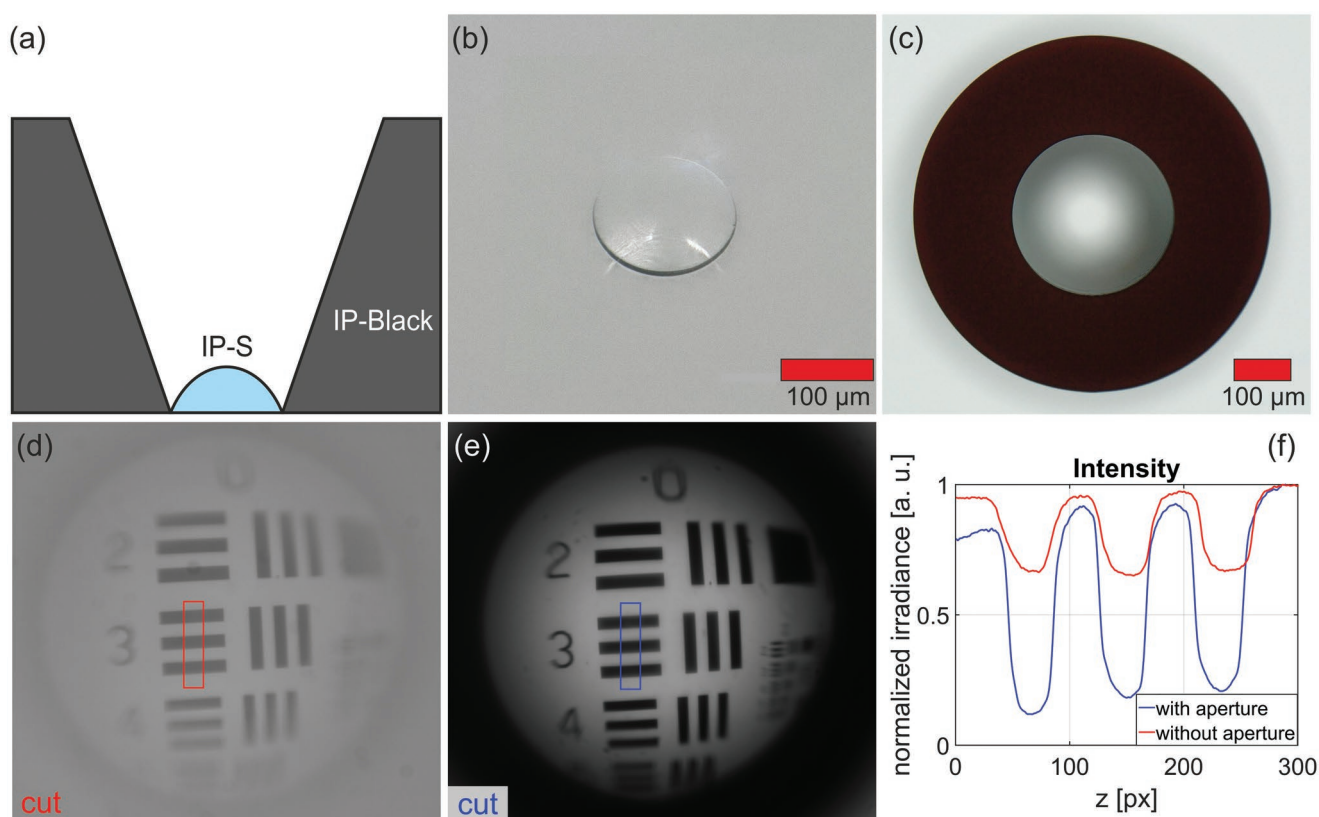 (a)
IP-S
IP-Black
(b)
100 µm
(c)
100 µm
(d)
0
2
3
4
cut
(e)
0
2
3
4
cut
(f)
Intensity
normalized irradiance [a. u.]
1
0.5
0
0
100
200
300
z [px]
with aperture
without aperture